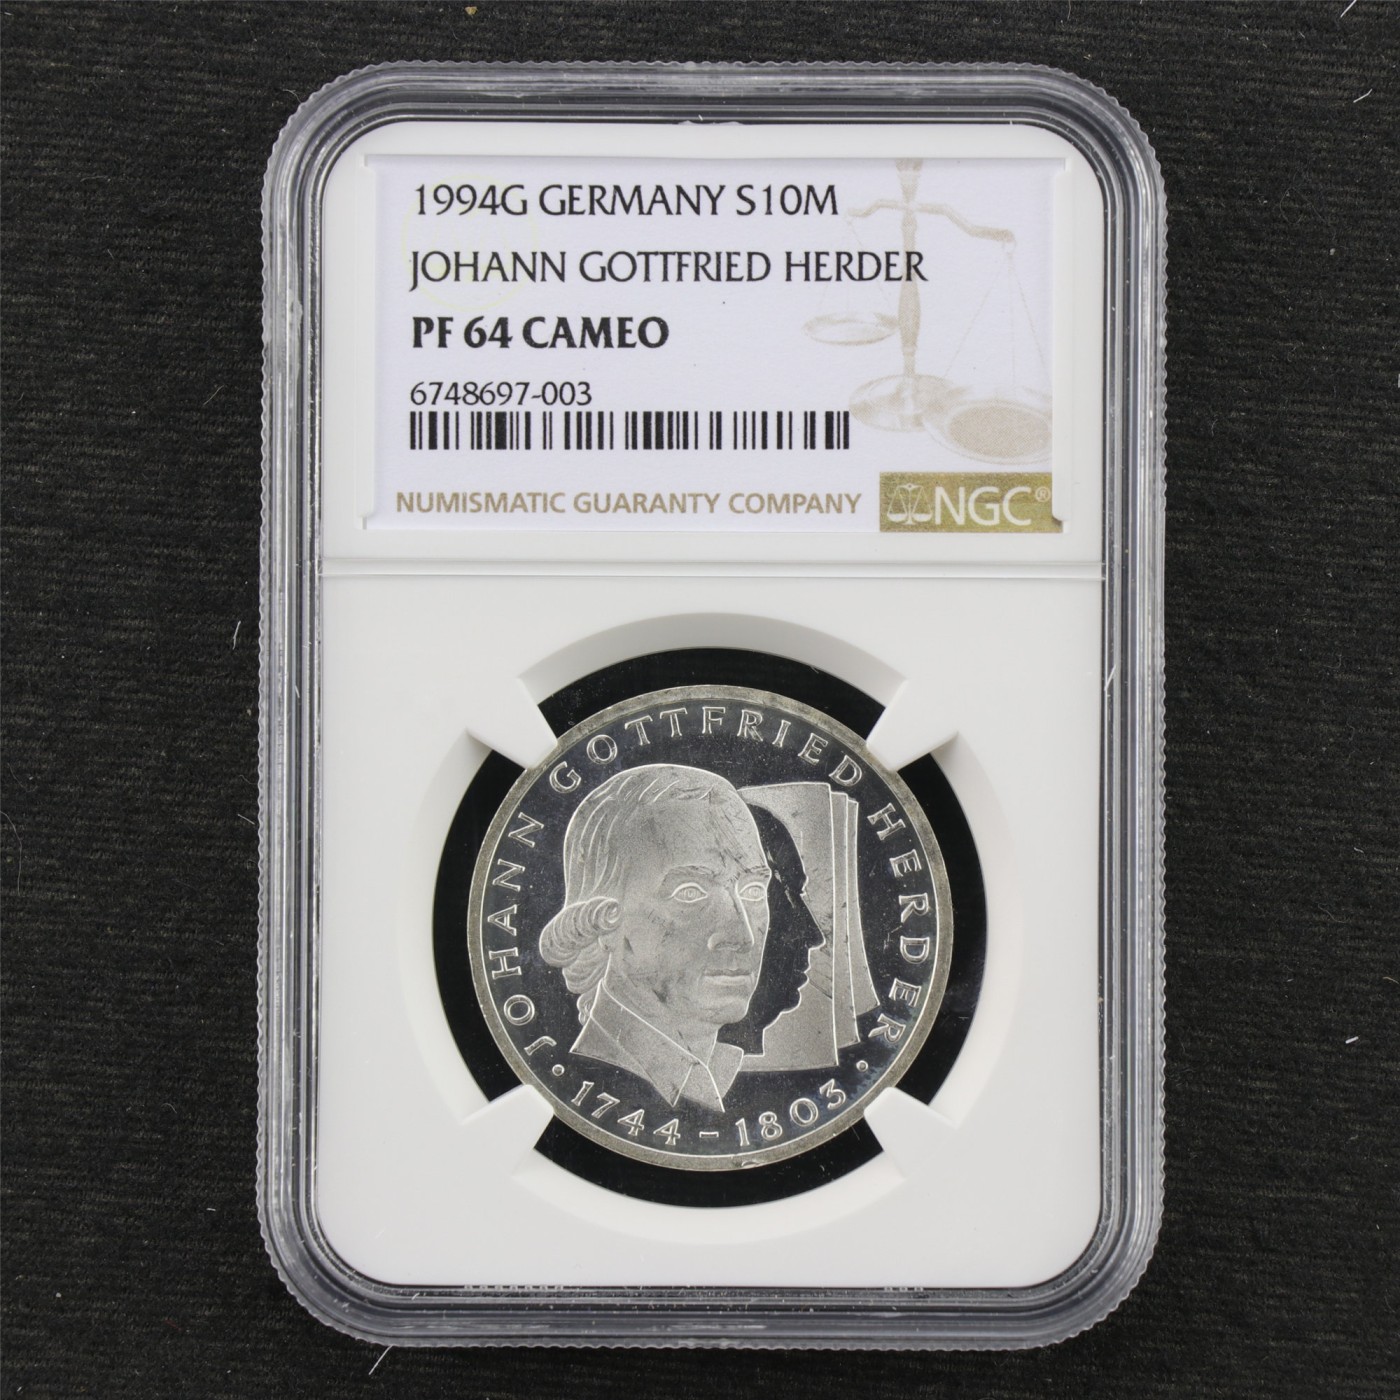 1994G GERMANY S10M
JOHANN GOTTFRIED HERDER
PF 64 CAMEO
6748697-003
NUMISMATIC GUARANTY COMPANY NGC®
· JOHANN GOTTFRIED HERDER ·
1744-1803